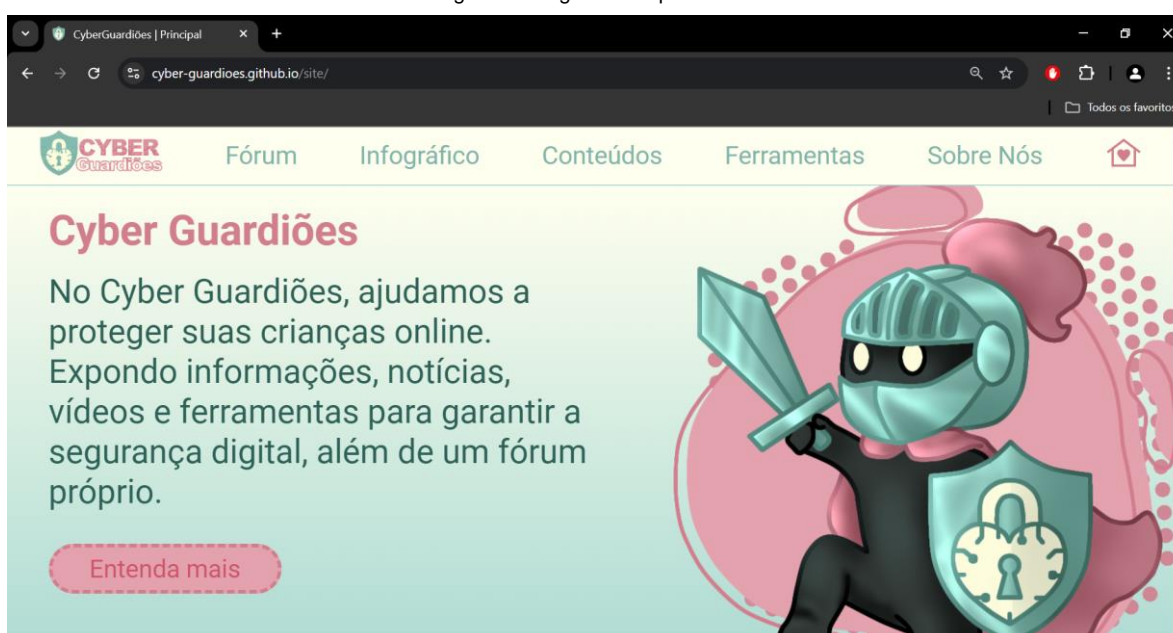 CyberGuardiões | Principal
cyber-guardioes.github.io/site/
Todos os favoritos
CYBER
Guardiões
Fórum
Infográfico
Conteúdos
Ferramentas
Sobre Nós
Cyber Guardiões
No Cyber Guardiões, ajudamos a
proteger suas crianças online.
Expondo informações, notícias,
vídeos e ferramentas para garantir a
segurança digital, além de um fórum
próprio.
Entenda mais